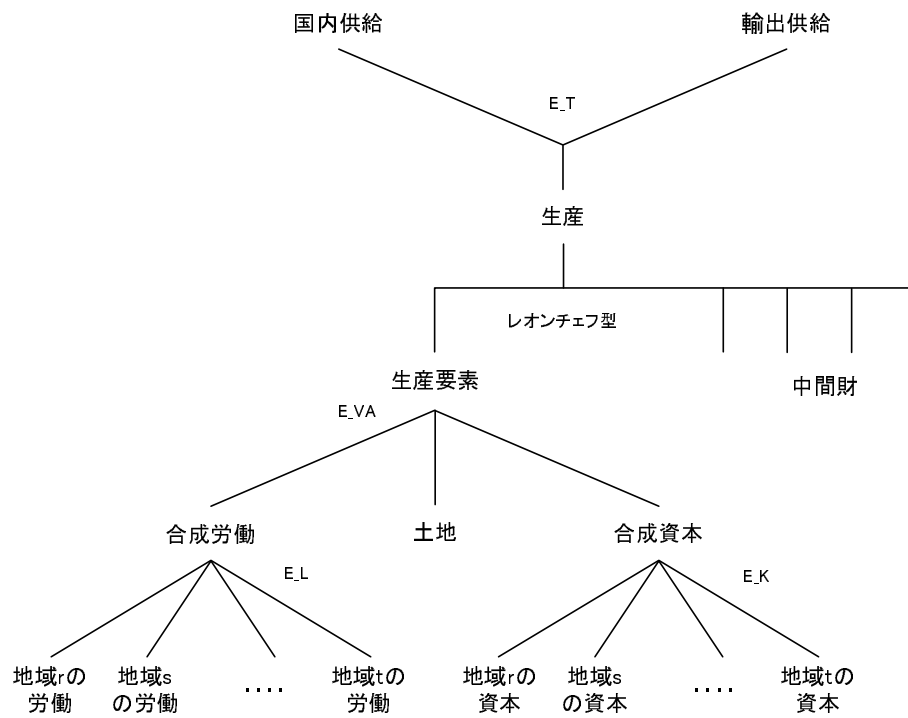 国内供給
輸出供給
E_T
生産
レオンチェフ型
生産要素
中間財
E_VA
合成労働
土地
合成資本
E_L
E_K
地域rの
労働
地域s
の労働
‥‥
地域tの
労働
地域rの
資本
地域s
の資本
‥‥
地域tの
資本